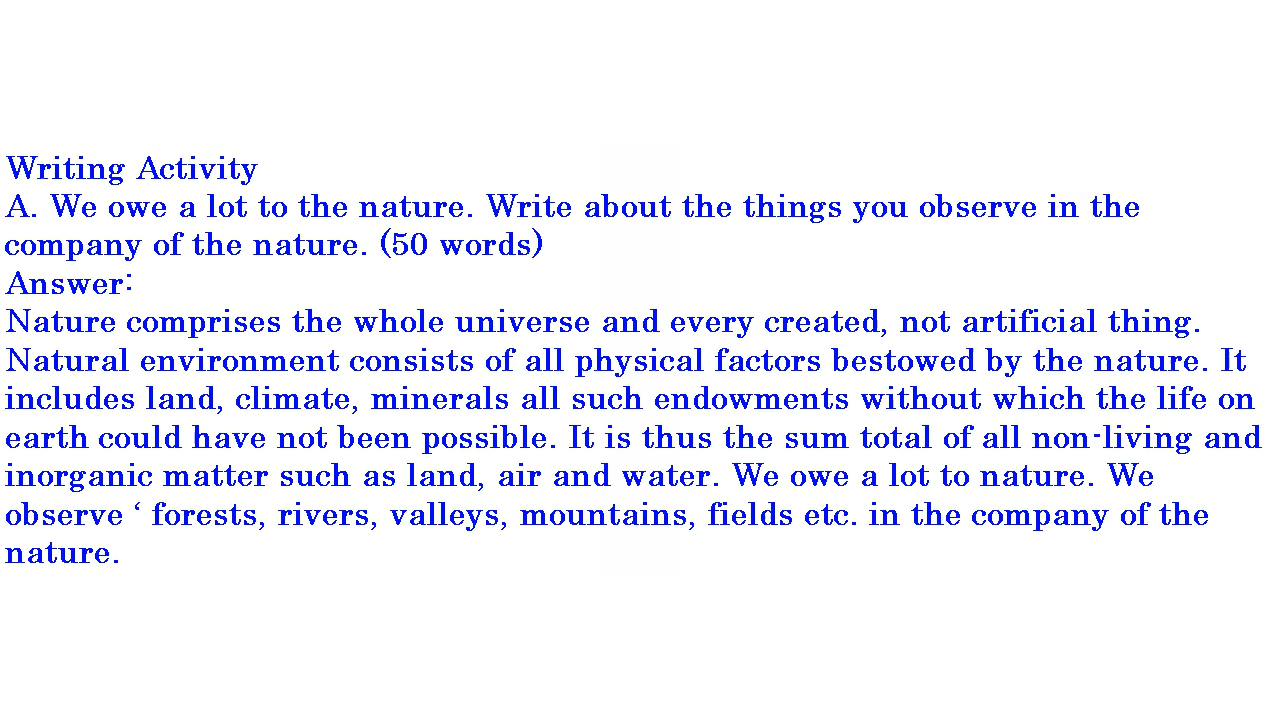 Writing Activity
A. We owe a lot to the nature. Write about the things you observe in the
company of the nature. (50 words)
Answer:
Nature comprises the whole universe and every created, not artificial thing.
Natural environment consists of all physical factors bestowed by the nature. It
includes land, climate, minerals all such endowments without which the life on
earth could have not been possible. It is thus the sum total of all non-living and
inorganic matter such as land, air and water. We owe a lot to nature. We
observe ‘ forests, rivers, valleys, mountains, fields etc. in the company of the
nature.